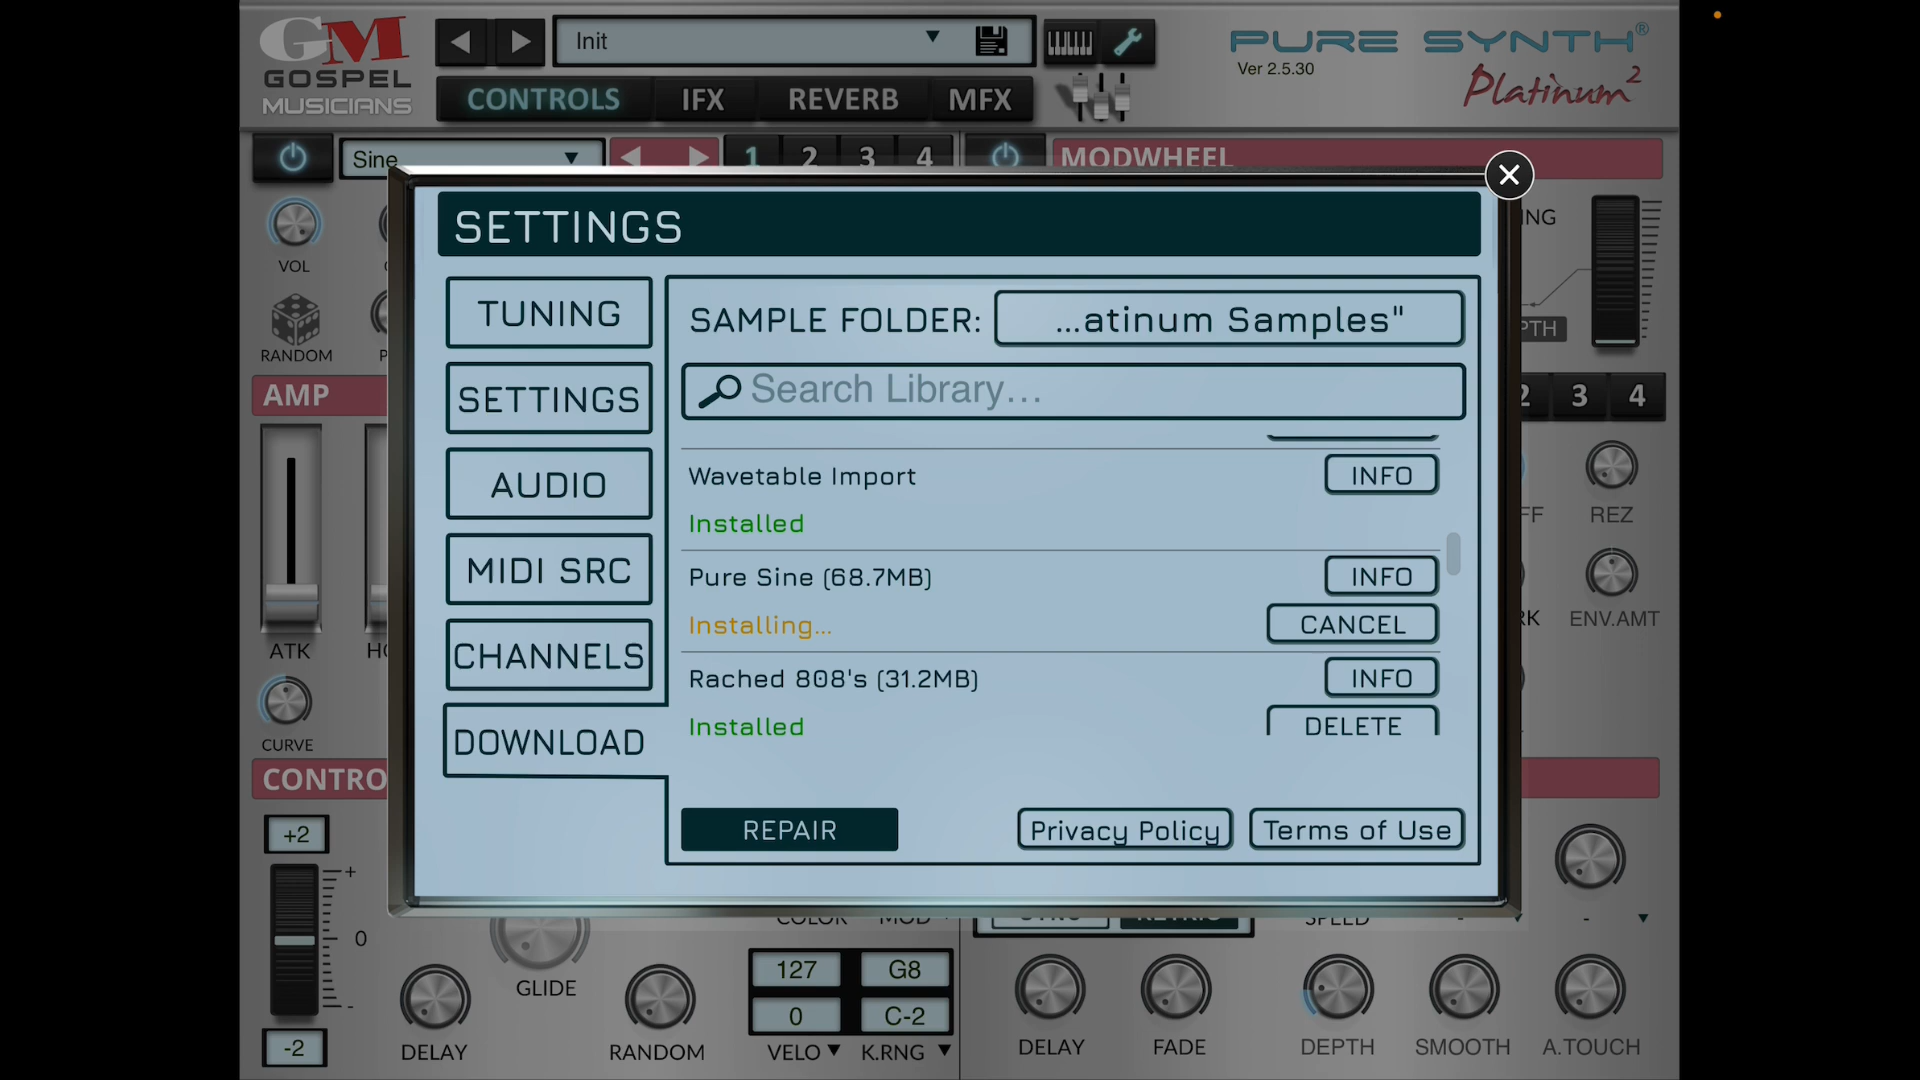 GM
GOSPEL
MUSICIANS
Init
PURE SYNTH®
Ver 2.5.30
Platinum2
CONTROLS
IFX
REVERB
MFX
Sine
1
2
3
4
MODWHEEL
SETTINGS
VOL
RANDOM
AMP
ATK
CURVE
+2
+
0
-
-2
TUNING
SETTINGS
AUDIO
MIDI SRC
CHANNELS
DOWNLOAD
SAMPLE FOLDER:
...atinum Samples"
Search Library...
Wavetable Import
INFO
Installed
Pure Sine (68.7MB)
INFO
Installing...
CANCEL
Rached 808's (31.2MB)
INFO
Installed
DELETE
REPAIR
Privacy Policy
Terms of Use
2
3
4
REZ
ENV.AMT
DELAY
GLIDE
RANDOM
127
G8
0
C-2
VELO
K.RNG
SPEED
-
-
DELAY
FADE
DEPTH
SMOOTH
A.TOUCH